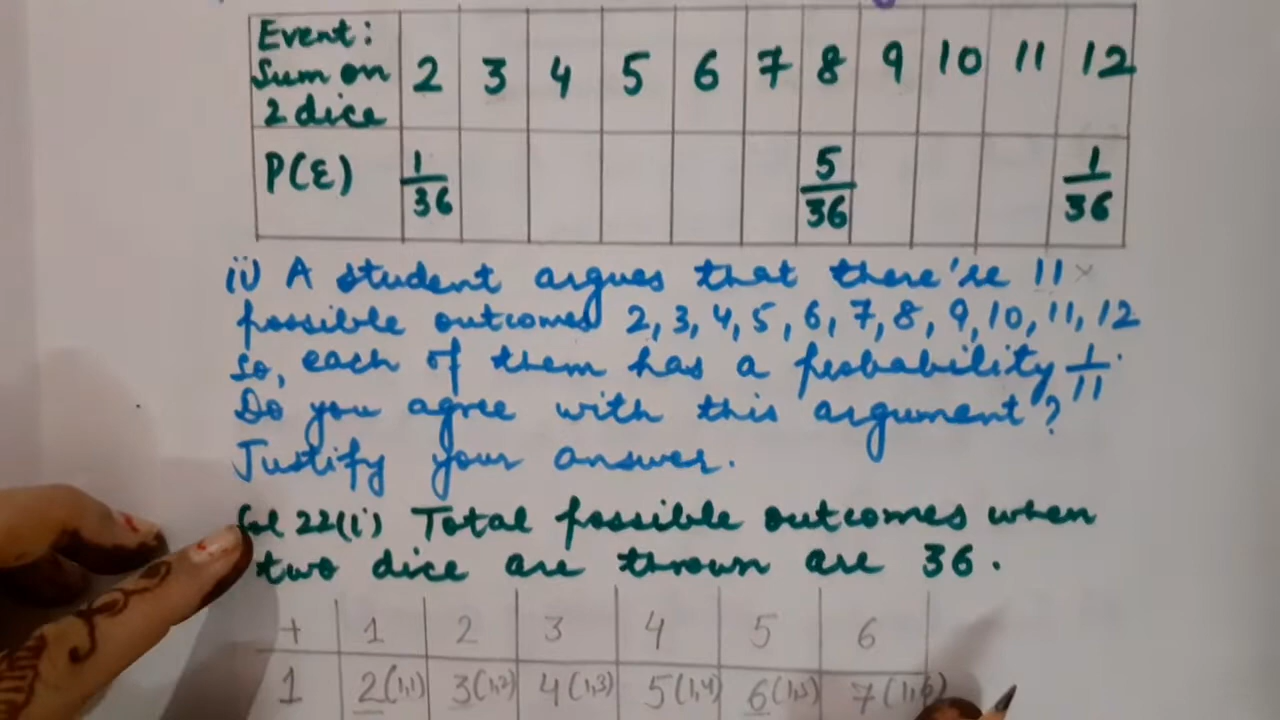 Event: Sum on 2 dice 2 3 4 5 6 7 8 9 10 11 12
P(E) 1/36 5/36 1/36
ii) A student argues that there're 11
possible outcomes 2, 3, 4, 5, 6, 7, 8, 9, 10, 11, 12
So, each of them has a probability 1/11.
Do you agree with this argument?
Justify your answer.
Sol 22(i) Total possible outcomes when
two dice are thrown are 36.
+ 1 2 3 4 5 6
1 2(1,1) 3(1,2) 4(1,3) 5(1,4) 6(1,5) 7(1,6)